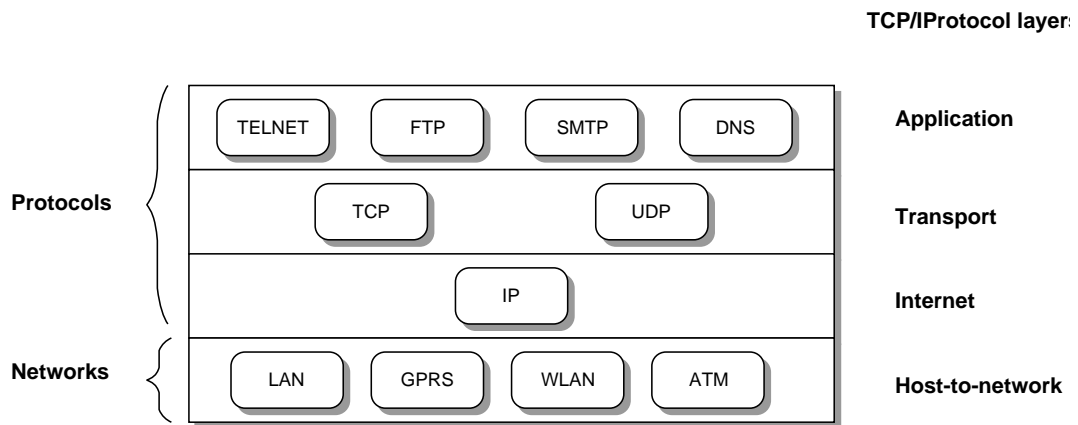 TCP/IProtocol layers
TELNET FTP SMTP DNS
Application
Protocols
TCP UDP
Transport
IP
Internet
Networks
LAN GPRS WLAN ATM
Host-to-network